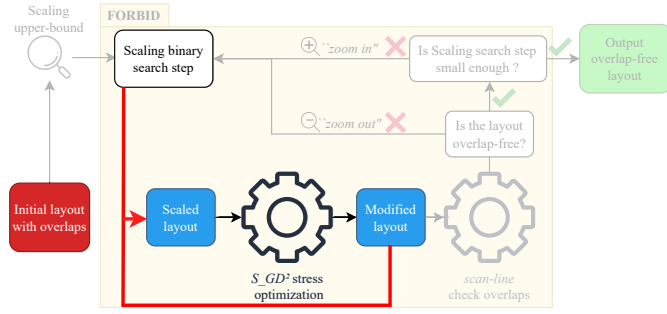 Scaling
upper-bound
FORBID
Scaling binary
search step
"zoom in"
Is Scaling search step
small enough ?
Output
overlap-free
layout
"zoom out"
Is the layout
overlap-free?
Initial layout
with overlaps
Scaled
layout
Modified
layout
S_GD² stress
optimization
scan-line
check overlaps